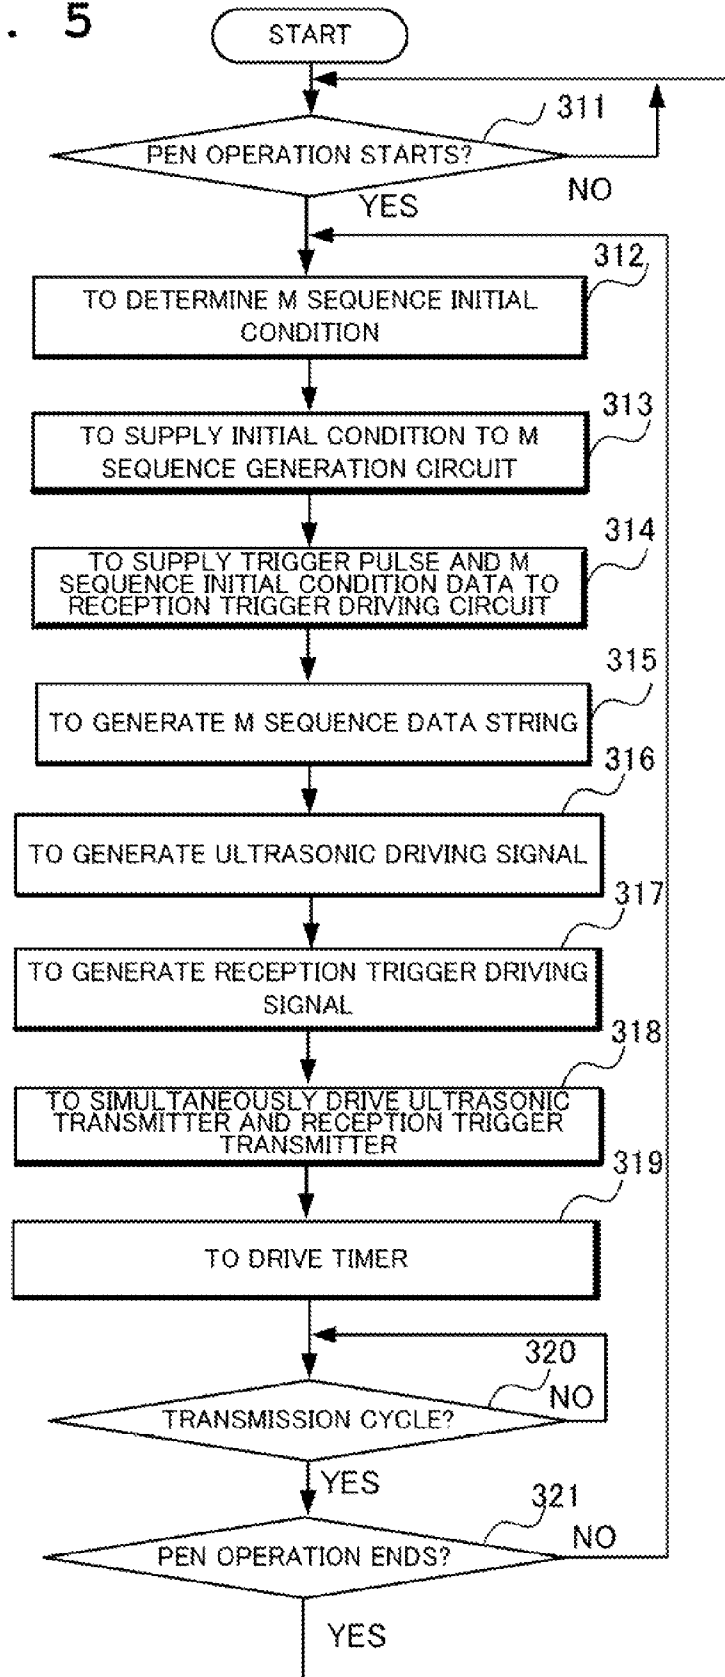 . 5
START
311
PEN OPERATION STARTS?
NO
YES
312
TO DETERMINE M SEQUENCE INITIAL
CONDITION
313
TO SUPPLY INITIAL CONDITION TO M
SEQUENCE GENERATION CIRCUIT
314
TO SUPPLY TRIGGER PULSE AND M
SEQUENCE INITIAL CONDITION DATA TO
RECEPTION TRIGGER DRIVING CIRCUIT
315
TO GENERATE M SEQUENCE DATA STRING
316
TO GENERATE ULTRASONIC DRIVING SIGNAL
317
TO GENERATE RECEPTION TRIGGER DRIVING
SIGNAL
318
TO SIMULTANEOUSLY DRIVE ULTRASONIC
TRANSMITTER AND RECEPTION TRIGGER
TRANSMITTER
319
TO DRIVE TIMER
320
NO
TRANSMISSION CYCLE?
YES
321
NO
PEN OPERATION ENDS?
YES